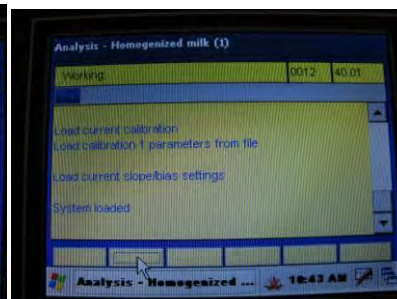 Analysis - Homogenized milk (1)
Working: 0012 40.01
Load current calibration
Load calibration 1 parameters from file
Load current slope/bias settings
System loaded
Analysis - Homogenized ... 10:43 AM